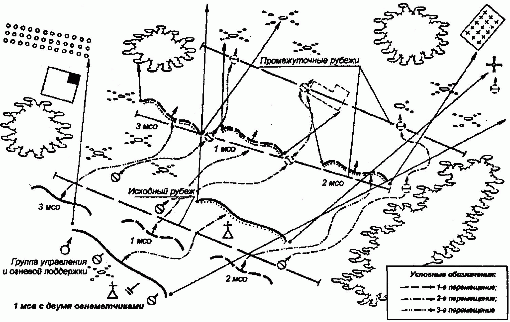 Промежуточные рубежи
3 мсо
1 мсо
2 мсо
Исходный рубеж
3 мсо
1 мсо
2 мсо
Группа управления
и огневой поддержки
1 мсв с двумя огнеметчиками
Условные обозначения:
1-е перемещение;
2-е перемещение;
3-е перемещение